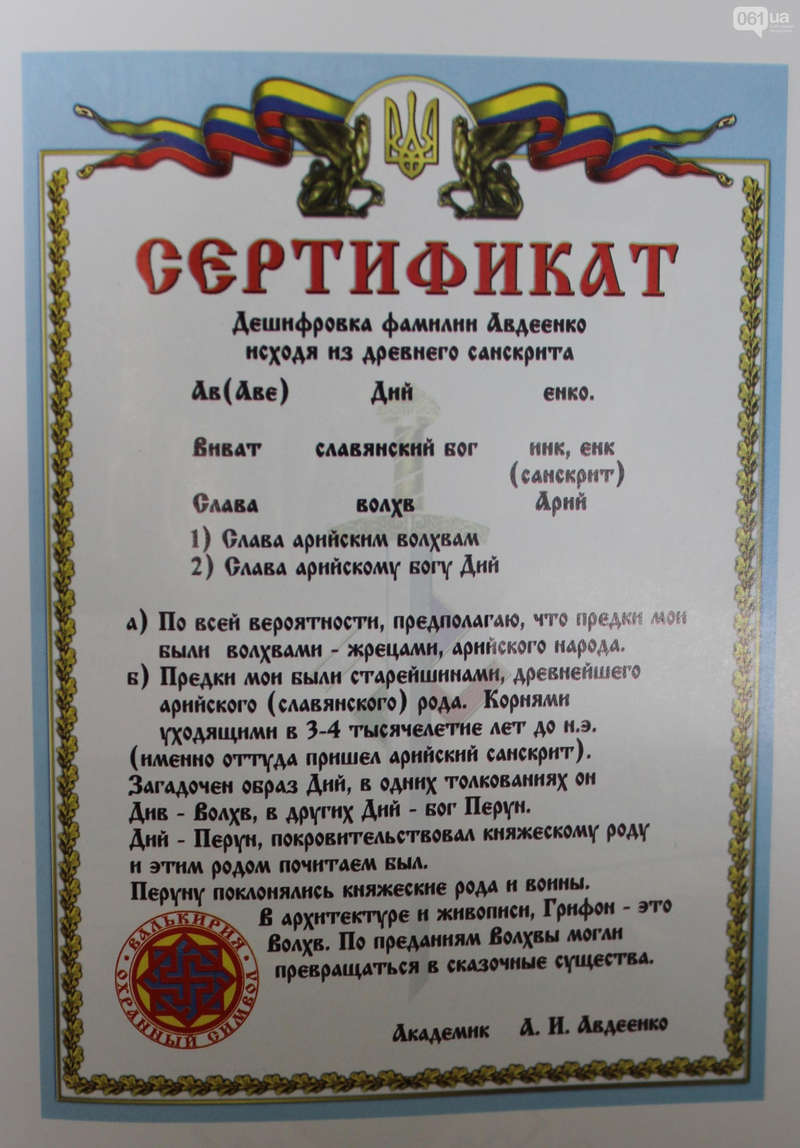 061.ua
СЕРТИФИКАТ
Дешифровка фамилии Авдеенко
исходя из древнего санскрита
Ав(Аве) Дий енко.
Виват славянский бог инк, енк
(санскрит)
Слава волхв Арий
1) Слава арийским волхвам
2) Слава арийскому богу Дий
а) По всей вероятности, предполагаю, что предки мои
были волхвами - жрецами, арийского народа.
б) Предки мои были старейшинами, древнейшего
арийского (славянского) рода. Корнями
уходящими в 3-4 тысячелетие лет до н.э.
(именно оттуда пришел арийский санскрит).
Загадочен образ Дий, в одних толкованиях он
Див - Волхв, в других Дий - бог Перун.
Дий - Перун, покровительствовал княжескому роду
и этим родом почитаем был.
Перуну поклонялись княжеские рода и воины.
В архитектуре и живописи, Грифон - это
Волхв. По преданиям Волхвы могли
превращаться в сказочные существа.
ВАЛЬКИРИЯ
ОХРАННЫЙ СИМВОЛ
Академик А. И. Авдеенко